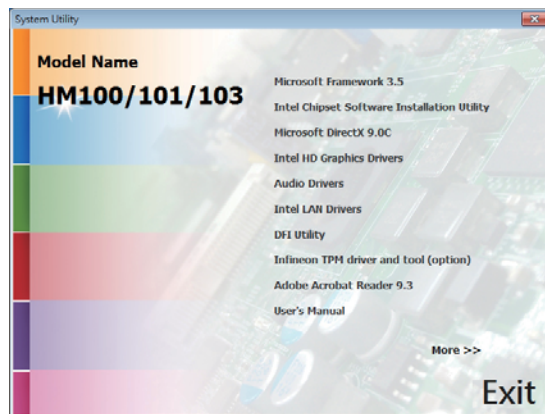 System Utility
Model Name
HM100/101/103
Microsoft Framework 3.5
Intel Chipset Software Installation Utility
Microsoft DirectX 9.0C
Intel HD Graphics Drivers
Audio Drivers
Intel LAN Drivers
DFI Utility
Infineon TPM driver and tool (option)
Adobe Acrobat Reader 9.3
User's Manual
More >>
Exit